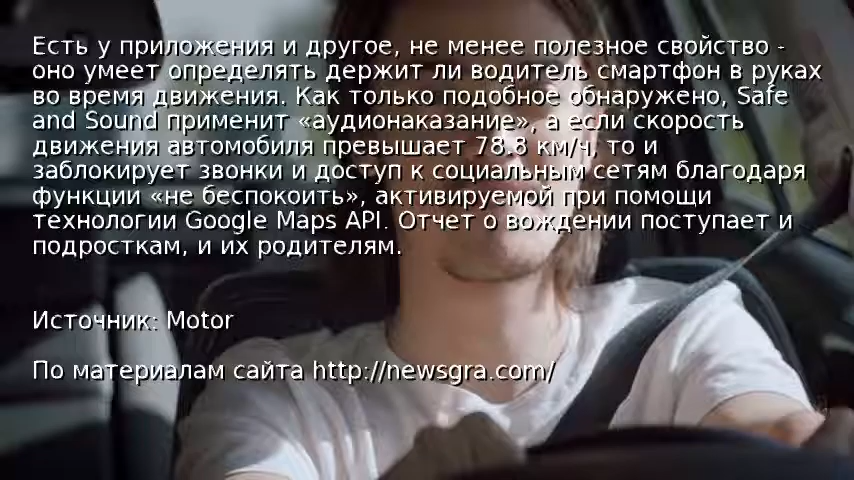 Есть у приложения и другое, не менее полезное свойство -
оно умеет определять держит ли водитель смартфон в руках
во время движения. Как только подобное обнаружено, Safe
and Sound применит «аудионаказание», а если скорость
движения автомобиля превышает 78.8 км/ч, то и
заблокирует звонки и доступ к социальным сетям благодаря
функции «не беспокоить», активируемой при помощи
технологии Google Maps API. Отчет о вождении поступает и
подросткам, и их родителям.
Источник: Motor
По материалам сайта http://newsgra.com/